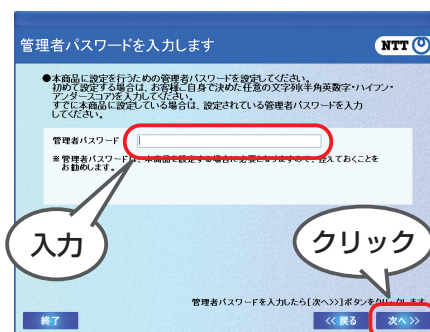 管理者パスワードを入力します
NTT
●本商品に設定を行うための管理者パスワードを設定してください。
初めて設定する場合は、お客様ご自身で決めた任意の文字列(半角英数字・ハイフン・
アンダースコア)を入力してください。
すでに本商品に設定している場合は、設定されている管理者パスワードを入力
してください。
管理者パスワード
※管理者パスワードは、本商品を設定する場合に必要となりますので、控えておくことを
お勧めします。
入力
クリック
管理者パスワードを入力したら[次へ>>]ボタンをクリックします
終了
<< 戻る
次へ >>